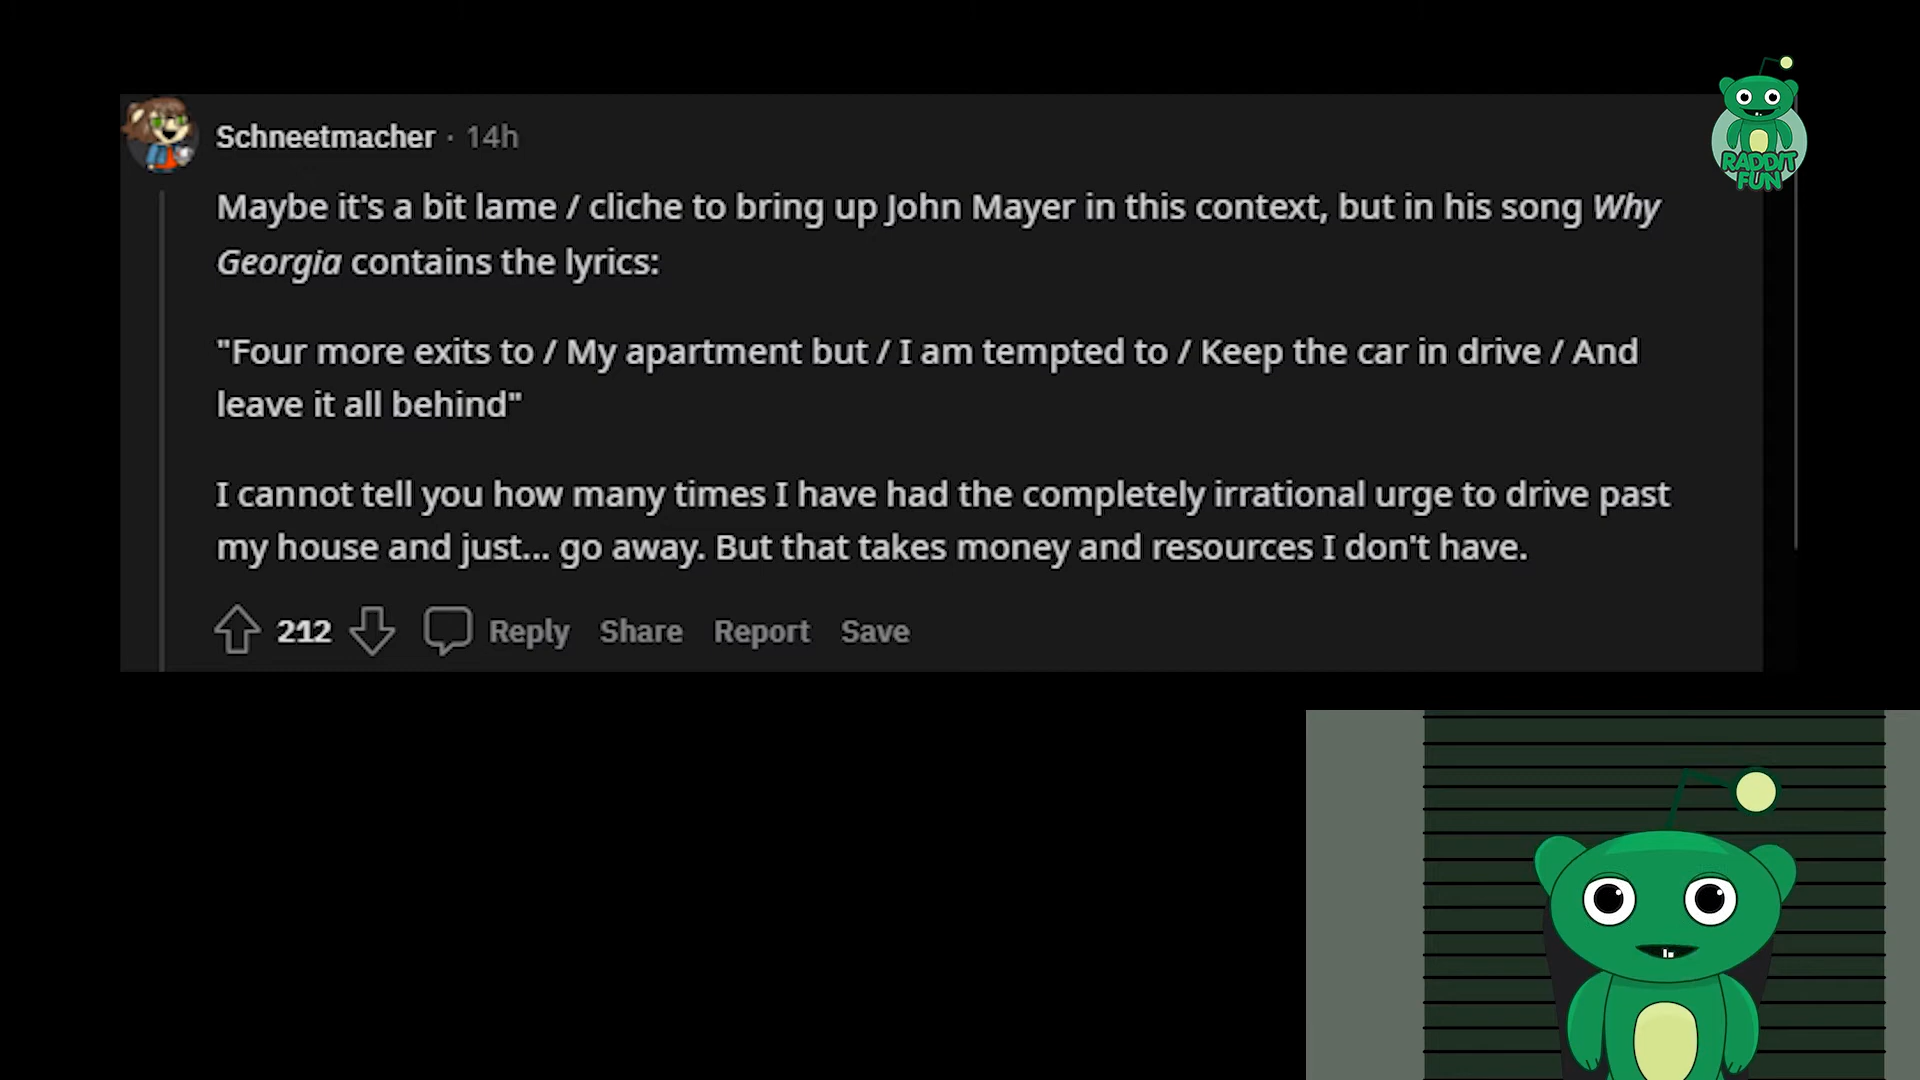 Schneetmacher · 14h
RADDIT
FUN
Maybe it's a bit lame / cliche to bring up John Mayer in this context, but in his song Why
Georgia contains the lyrics:
"Four more exits to / My apartment but / I am tempted to / Keep the car in drive / And
leave it all behind"
I cannot tell you how many times I have had the completely irrational urge to drive past
my house and just... go away. But that takes money and resources I don't have.
212 Reply Share Report Save